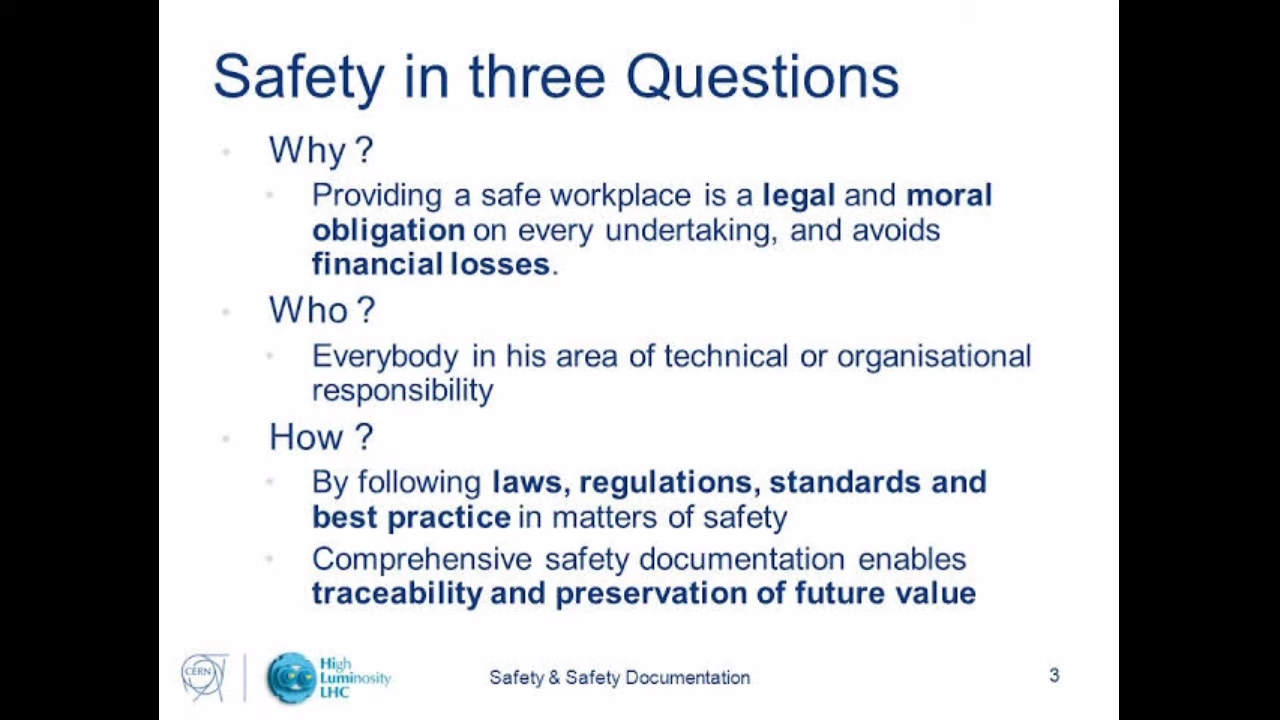 Safety in three Questions
Why ?
Providing a safe workplace is a legal and moral
obligation on every undertaking, and avoids
financial losses.
Who ?
Everybody in his area of technical or organisational
responsibility
How ?
By following laws, regulations, standards and
best practice in matters of safety
Comprehensive safety documentation enables
traceability and preservation of future value
CERN
High
Luminosity
LHC
Safety & Safety Documentation
3